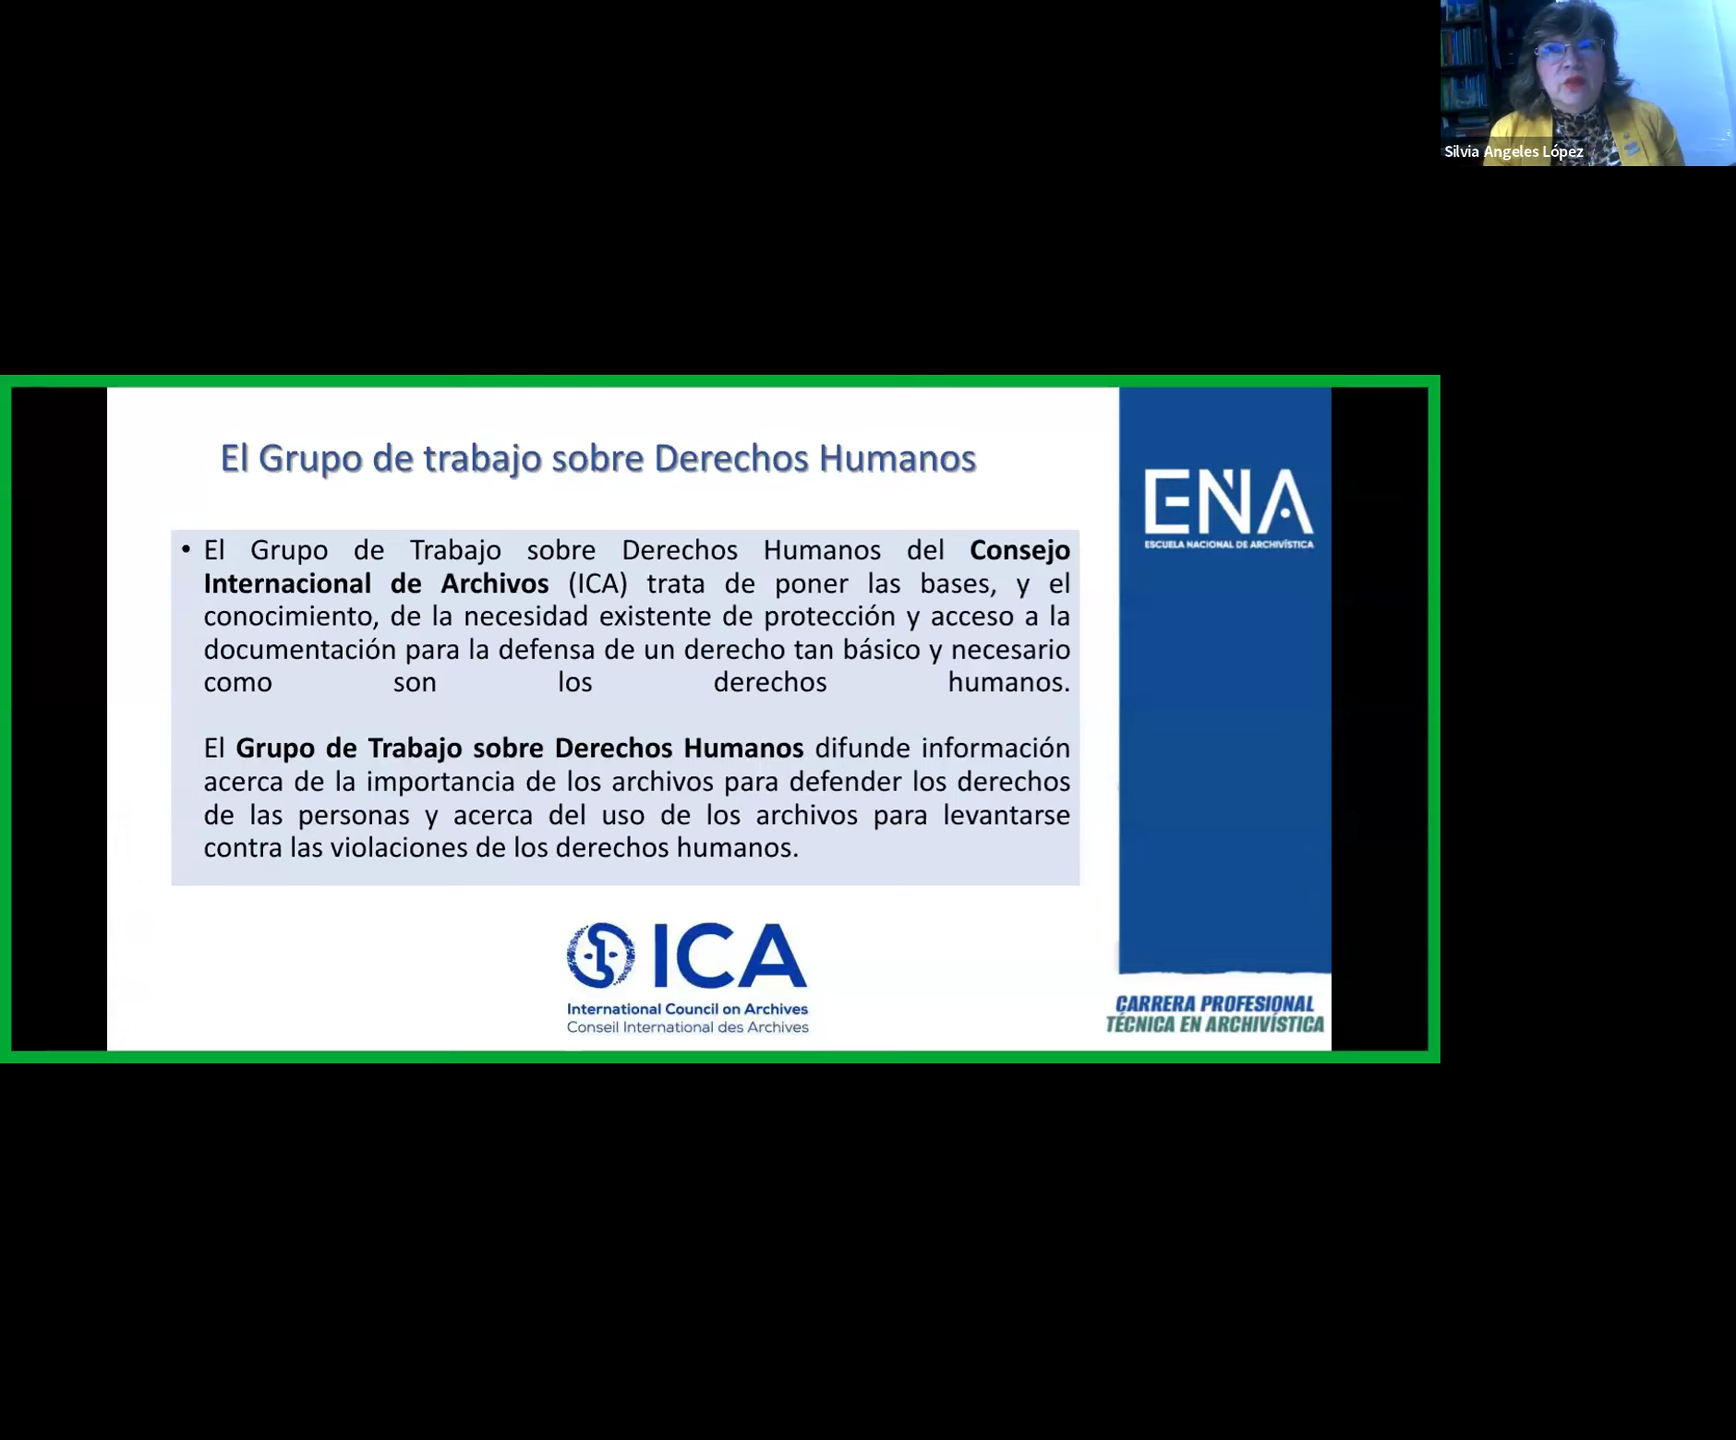 Silvia Angeles López
El Grupo de trabajo sobre Derechos Humanos
• El Grupo de Trabajo sobre Derechos Humanos del Consejo
Internacional de Archivos (ICA) trata de poner las bases, y el
conocimiento, de la necesidad existente de protección y acceso a la
documentación para la defensa de un derecho tan básico y necesario
como son los derechos humanos.
El Grupo de Trabajo sobre Derechos Humanos difunde información
acerca de la importancia de los archivos para defender los derechos
de las personas y acerca del uso de los archivos para levantarse
contra las violaciones de los derechos humanos.
ICA
International Council on Archives
Conseil International des Archives
ENA
ESCUELA NACIONAL DE ARCHIVÍSTICA
CARRERA PROFESIONAL
TÉCNICA EN ARCHIVÍSTICA